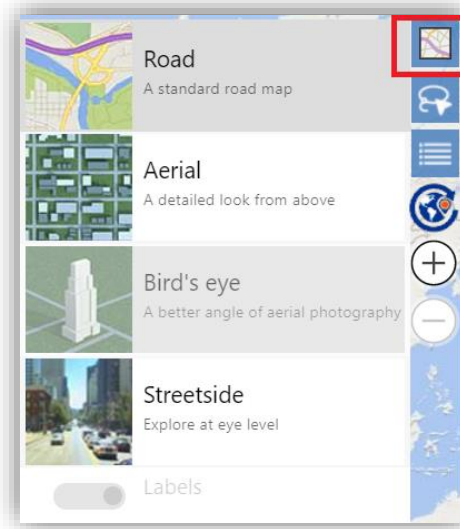 Road
A standard road map
Aerial
A detailed look from above
Bird's eye
A better angle of aerial photography
Streetside
Explore at eye level
Labels